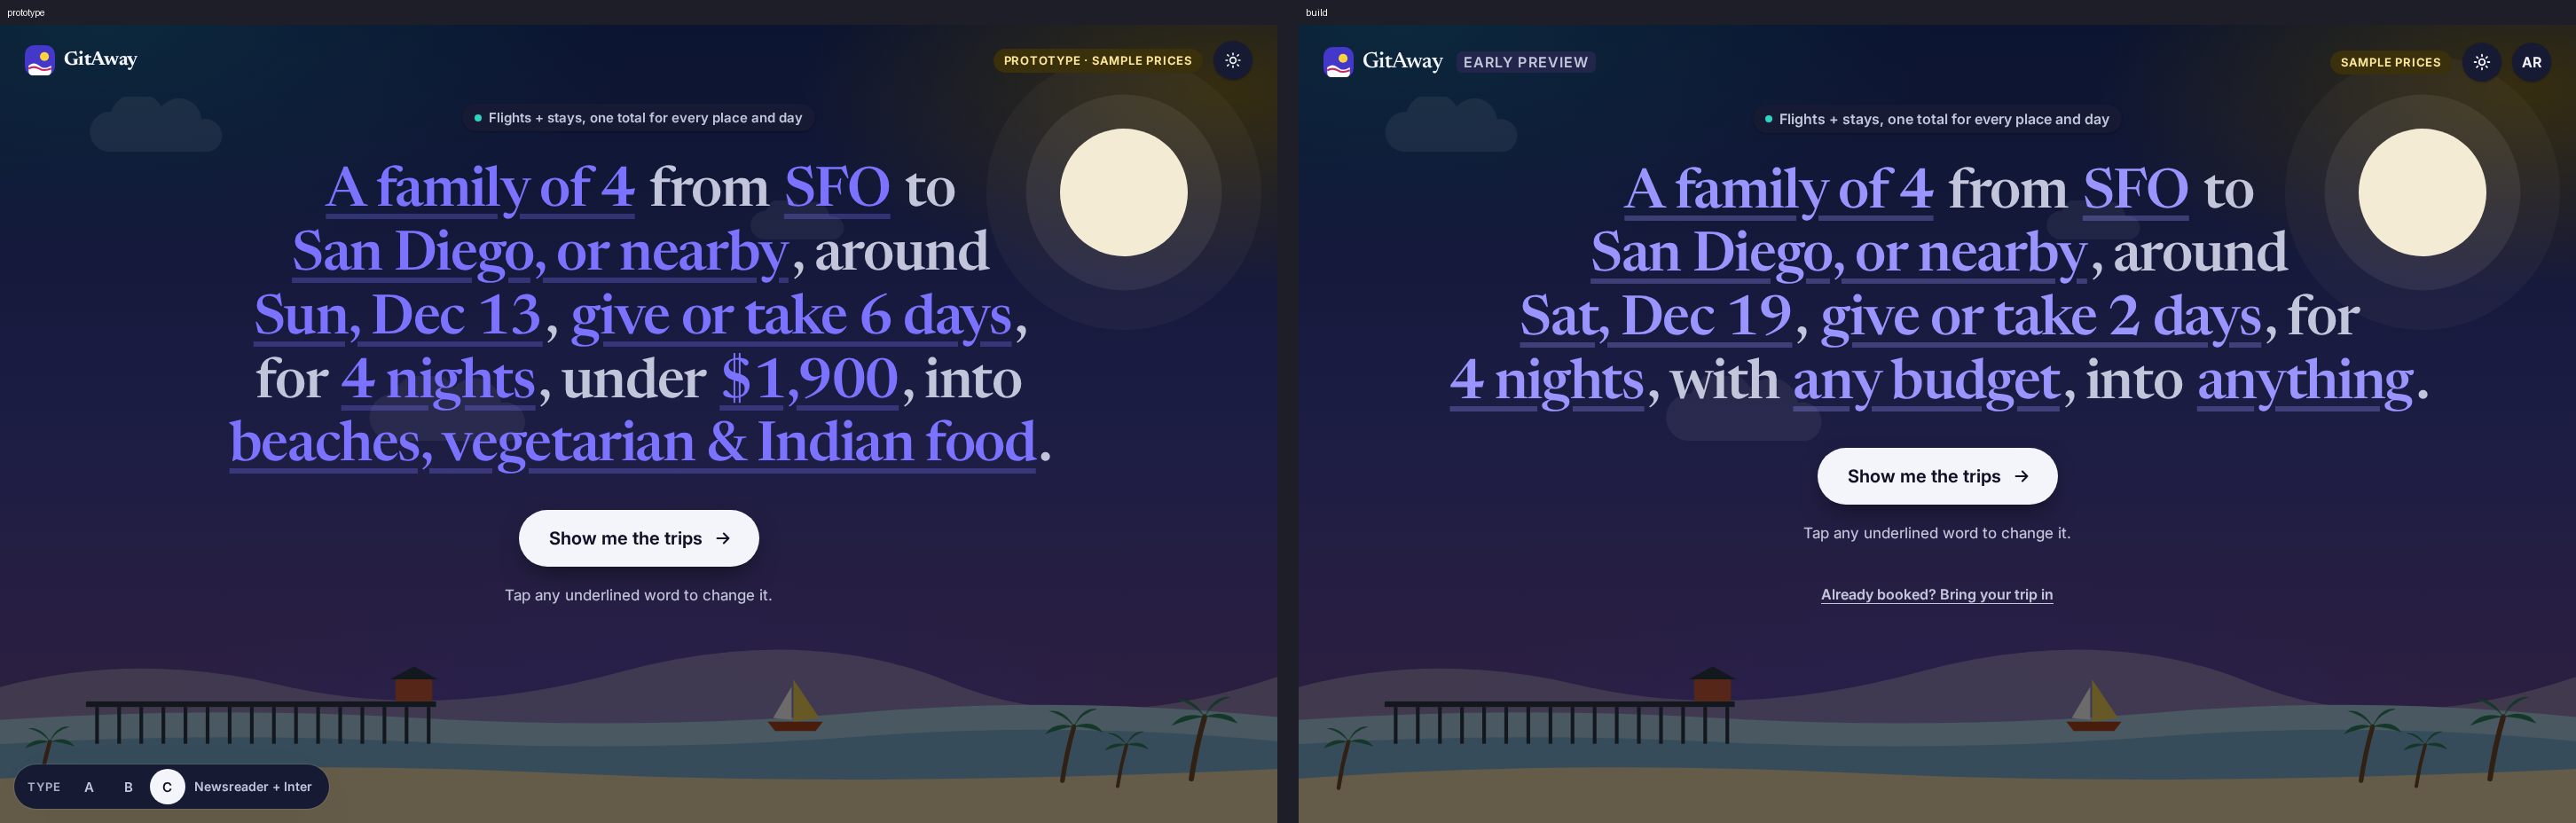 prototype
GitAway
PROTOTYPE · SAMPLE PRICES
Flights + stays, one total for every place and day
A family of 4 from SFO to
San Diego, or nearby, around
Sun, Dec 13, give or take 6 days,
for 4 nights, under $1,900, into
beaches, vegetarian & Indian food.
Show me the trips →
Tap any underlined word to change it.
TYPE A B C Newsreader + Inter
build
GitAway EARLY PREVIEW
SAMPLE PRICES AR
Flights + stays, one total for every place and day
A family of 4 from SFO to
San Diego, or nearby, around
Sat, Dec 19, give or take 2 days, for
4 nights, with any budget, into anything.
Show me the trips →
Tap any underlined word to change it.
Already booked? Bring your trip in